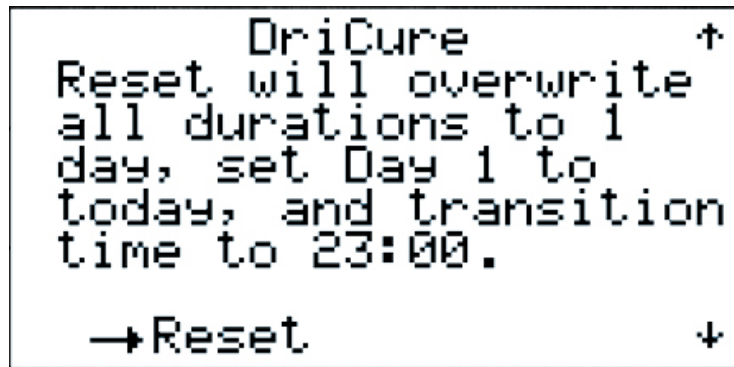 DriCure ↑
Reset will overwrite
all durations to 1
day, set Day 1 to
today, and transition
time to 23:00.
→Reset ↓